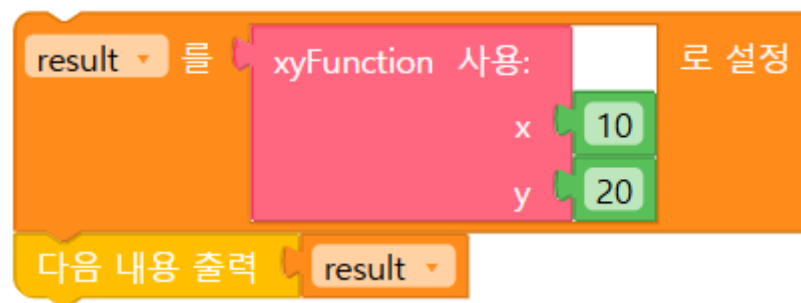 result 를 xyFunction 사용: 로 설정
x 10
y 20
다음 내용 출력 result